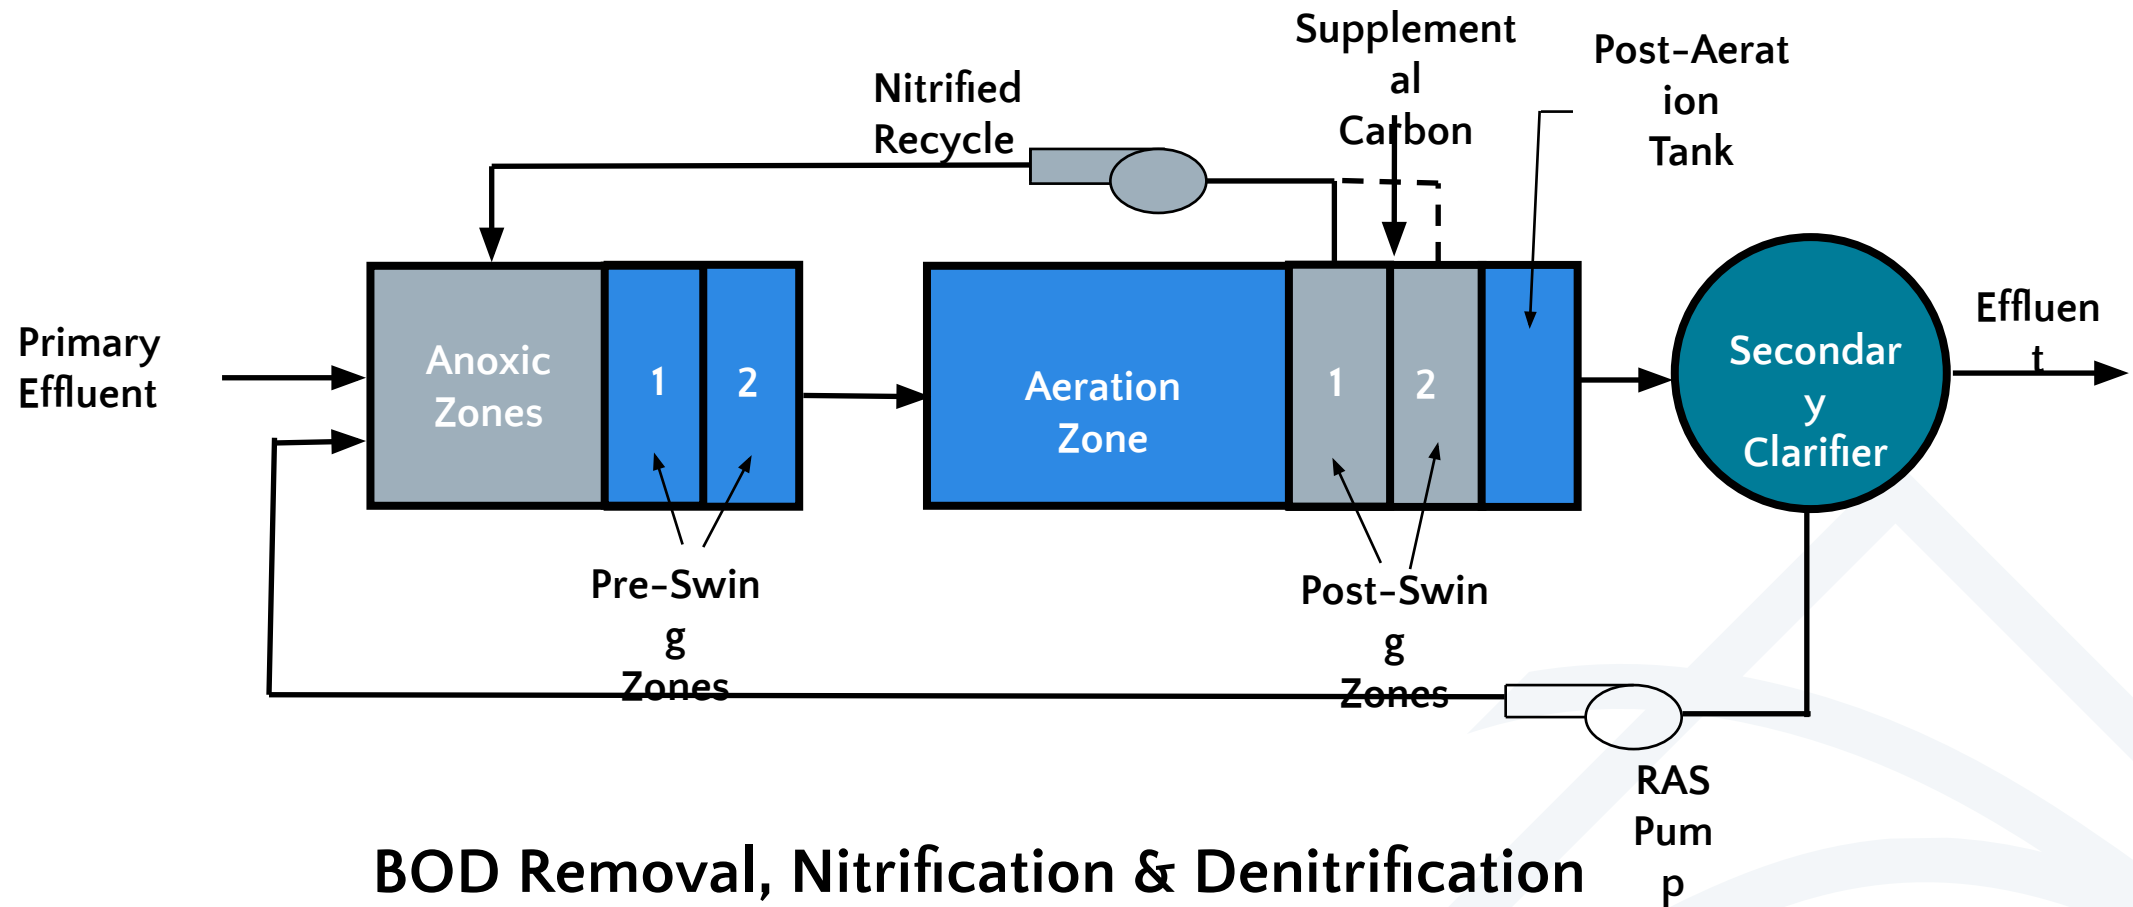 Supplement
al
Carbon
Post-Aerat
ion
Tank
Nitrified
Recycle
Primary
Effluent
Anoxic
Zones
1
2
Aeration
Zone
1
2
Secondar
y
Clarifier
Effluen
t
Pre-Swin
g
Zones
Post-Swin
g
Zones
RAS
Pum
p
BOD Removal, Nitrification & Denitrification